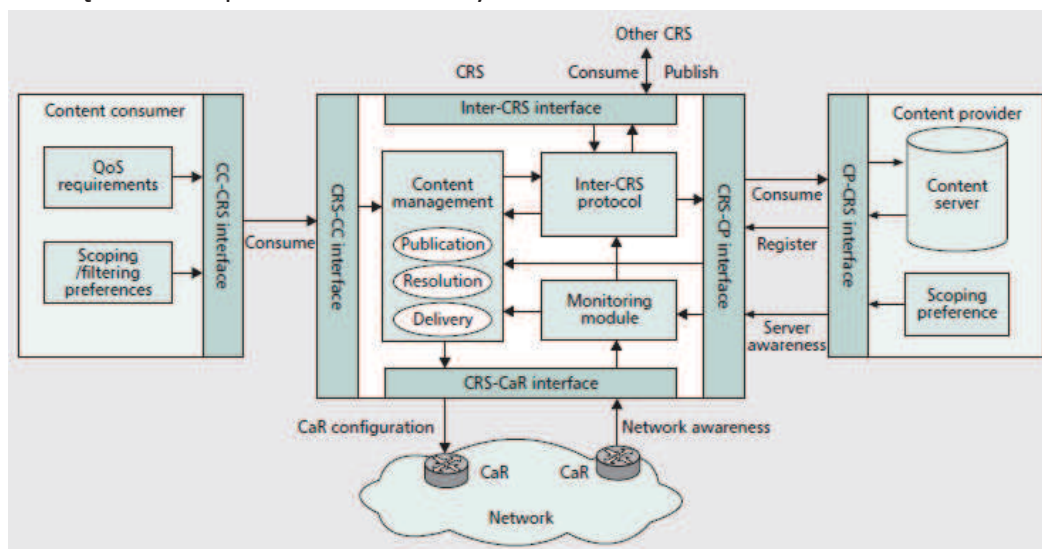 Other CRS
CRS
Consume
Publish
Content consumer
Inter-CRS interface
Content provider
QoS
requirements
Scoping
/filtering
preferences
CC-CRS interface
Consume
CRS-CC interface
Content
management
Publication
Resolution
Delivery
Inter-CRS
protocol
Monitoring
module
CRS-CP interface
Consume
Register
Server
awareness
CP-CRS interface
Content
server
Scoping
preference
CRS-CaR interface
CaR configuration
Network awareness
CaR
CaR
Network